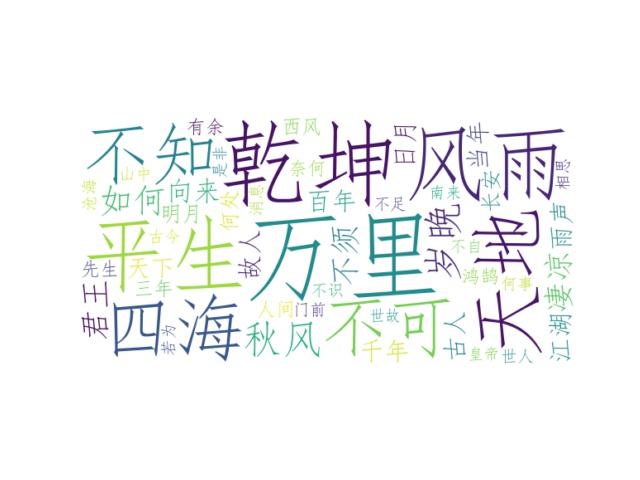 不知
乾坤
风雨
有余
西风
日月
当年
相思
长安
是非
奈何
山中
沧海
如何
向来
明月
何处
消息
百年
不足
南来
岁晚
天地
平生
万里
不须
故人
古今
先生
天下
三年
不识
不自
鸿鹄
何事
凄凉
雨声
江湖
君王
四海
若为
人间
门前
秋风
不可
世故
千年
古人
皇帝
世人